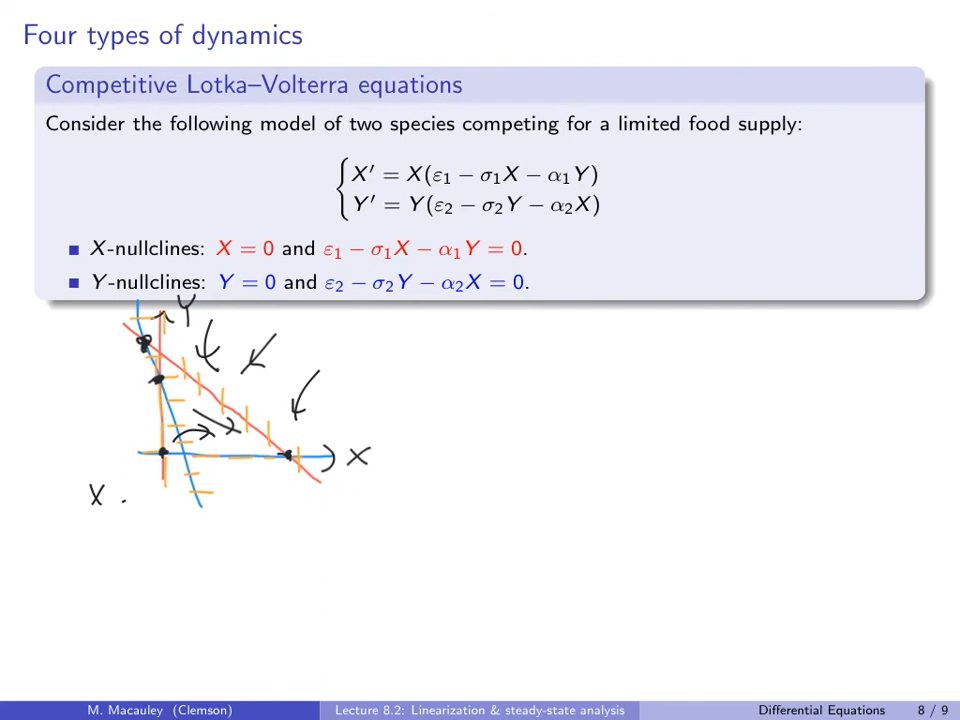 Four types of dynamics
Competitive Lotka–Volterra equations
Consider the following model of two species competing for a limited food supply:
X′ = X(ε₁ − σ₁X − α₁Y)
Y′ = Y(ε₂ − σ₂Y − α₂X)
X-nullclines: X = 0 and ε₁ − σ₁X − α₁Y = 0.
Y-nullclines: Y = 0 and ε₂ − σ₂Y − α₂X = 0.
Y
X
X .
M. Macauley (Clemson) Lecture 8.2: Linearization & steady-state analysis Differential Equations 8 / 9